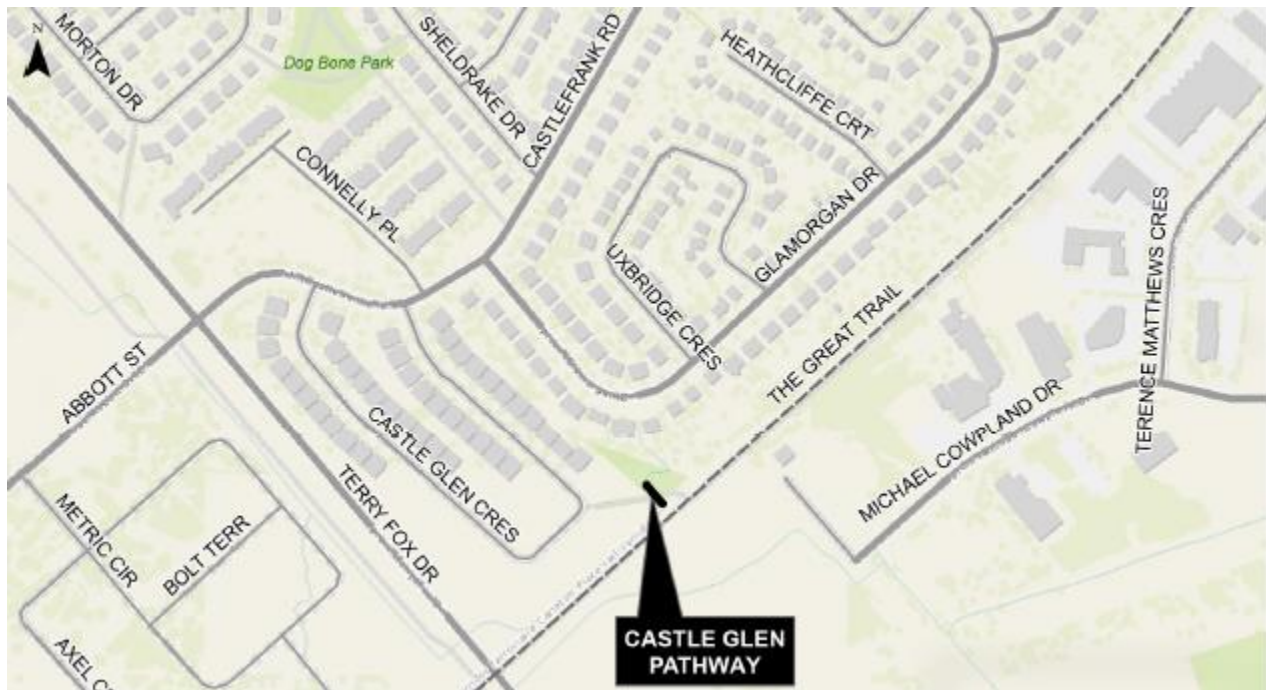 N
MORTON DR
Dog Bone Park
SHELDRAKE DR
CASTLEFRANK RD
HEATHCLIFFE CRT
CONNELLY PL
GLAMORGAN DR
UXBRIDGE CRES
TERENCE MATTHEWS CRES
THE GREAT TRAIL
ABBOTT ST
CASTLE GLEN CRES
MICHAEL COWPLAND DR
TERRY FOX DR
METRIC CIR
BOLT TERR
AXEL
CASTLE GLEN
PATHWAY